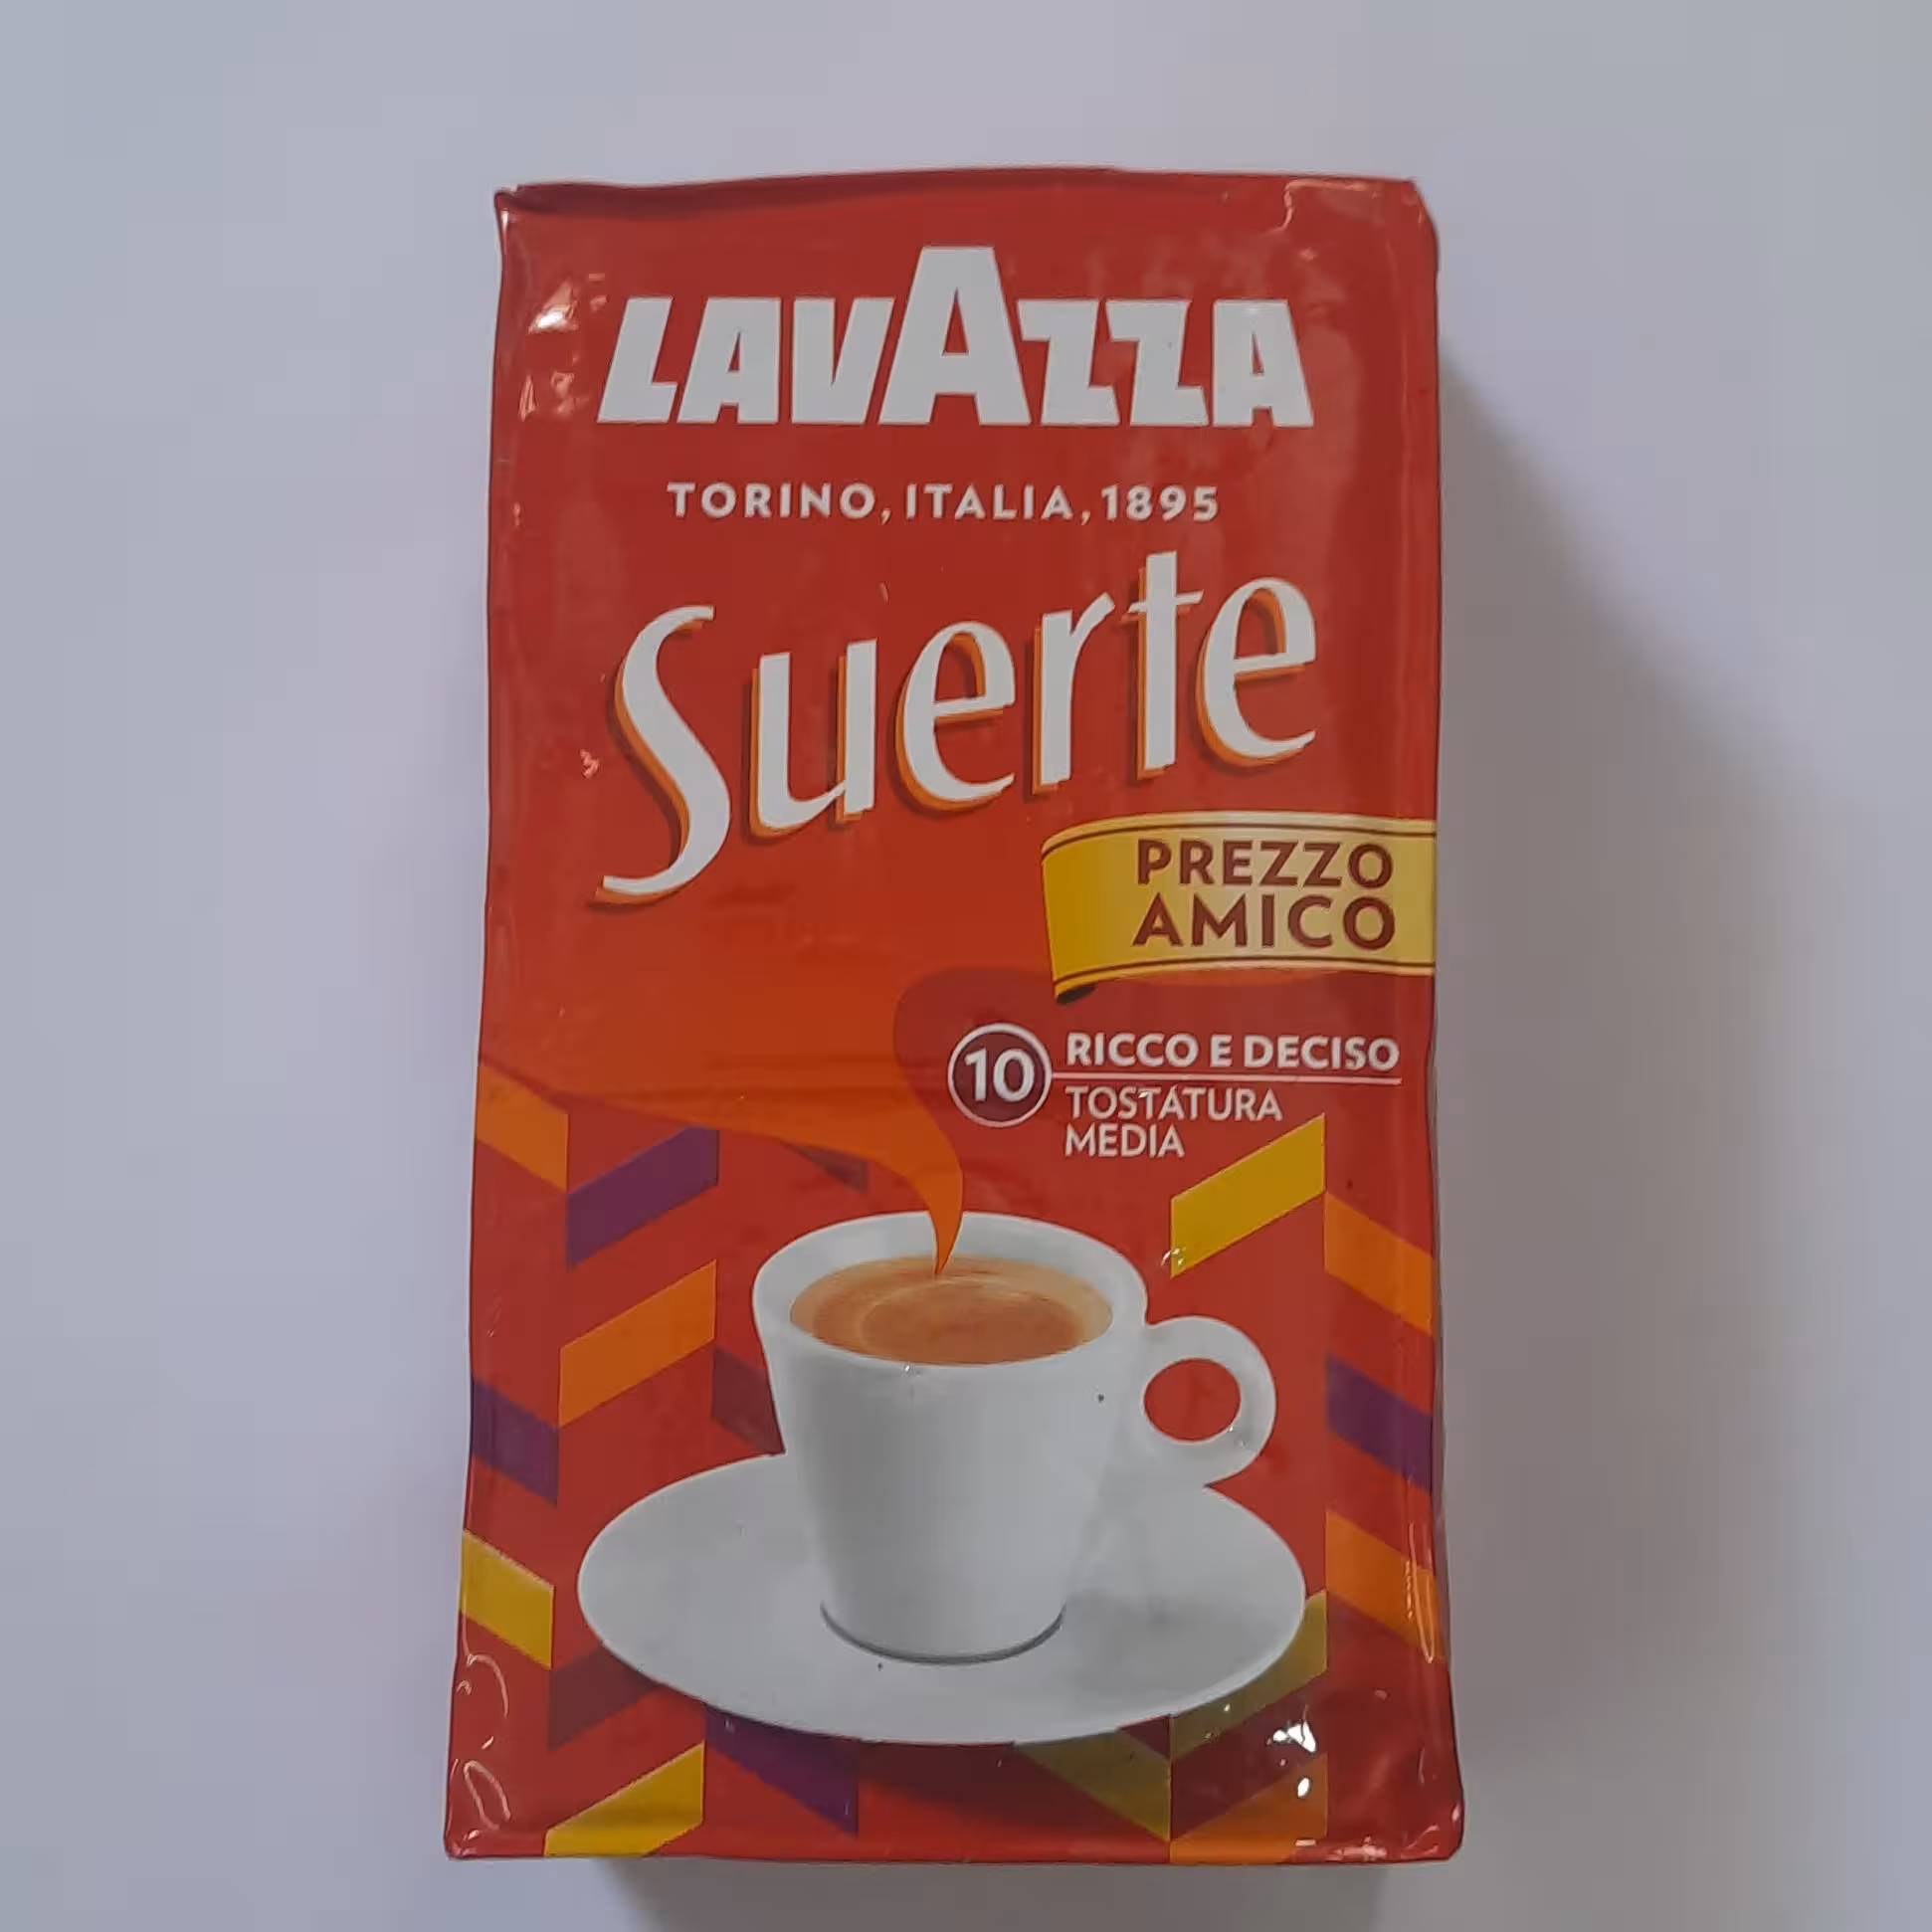 LAVAZZA
TORINO, ITALIA, 1895
Suerte
PREZZO
AMICO
10 RICCO E DECISO
TOSTATURA
MEDIA